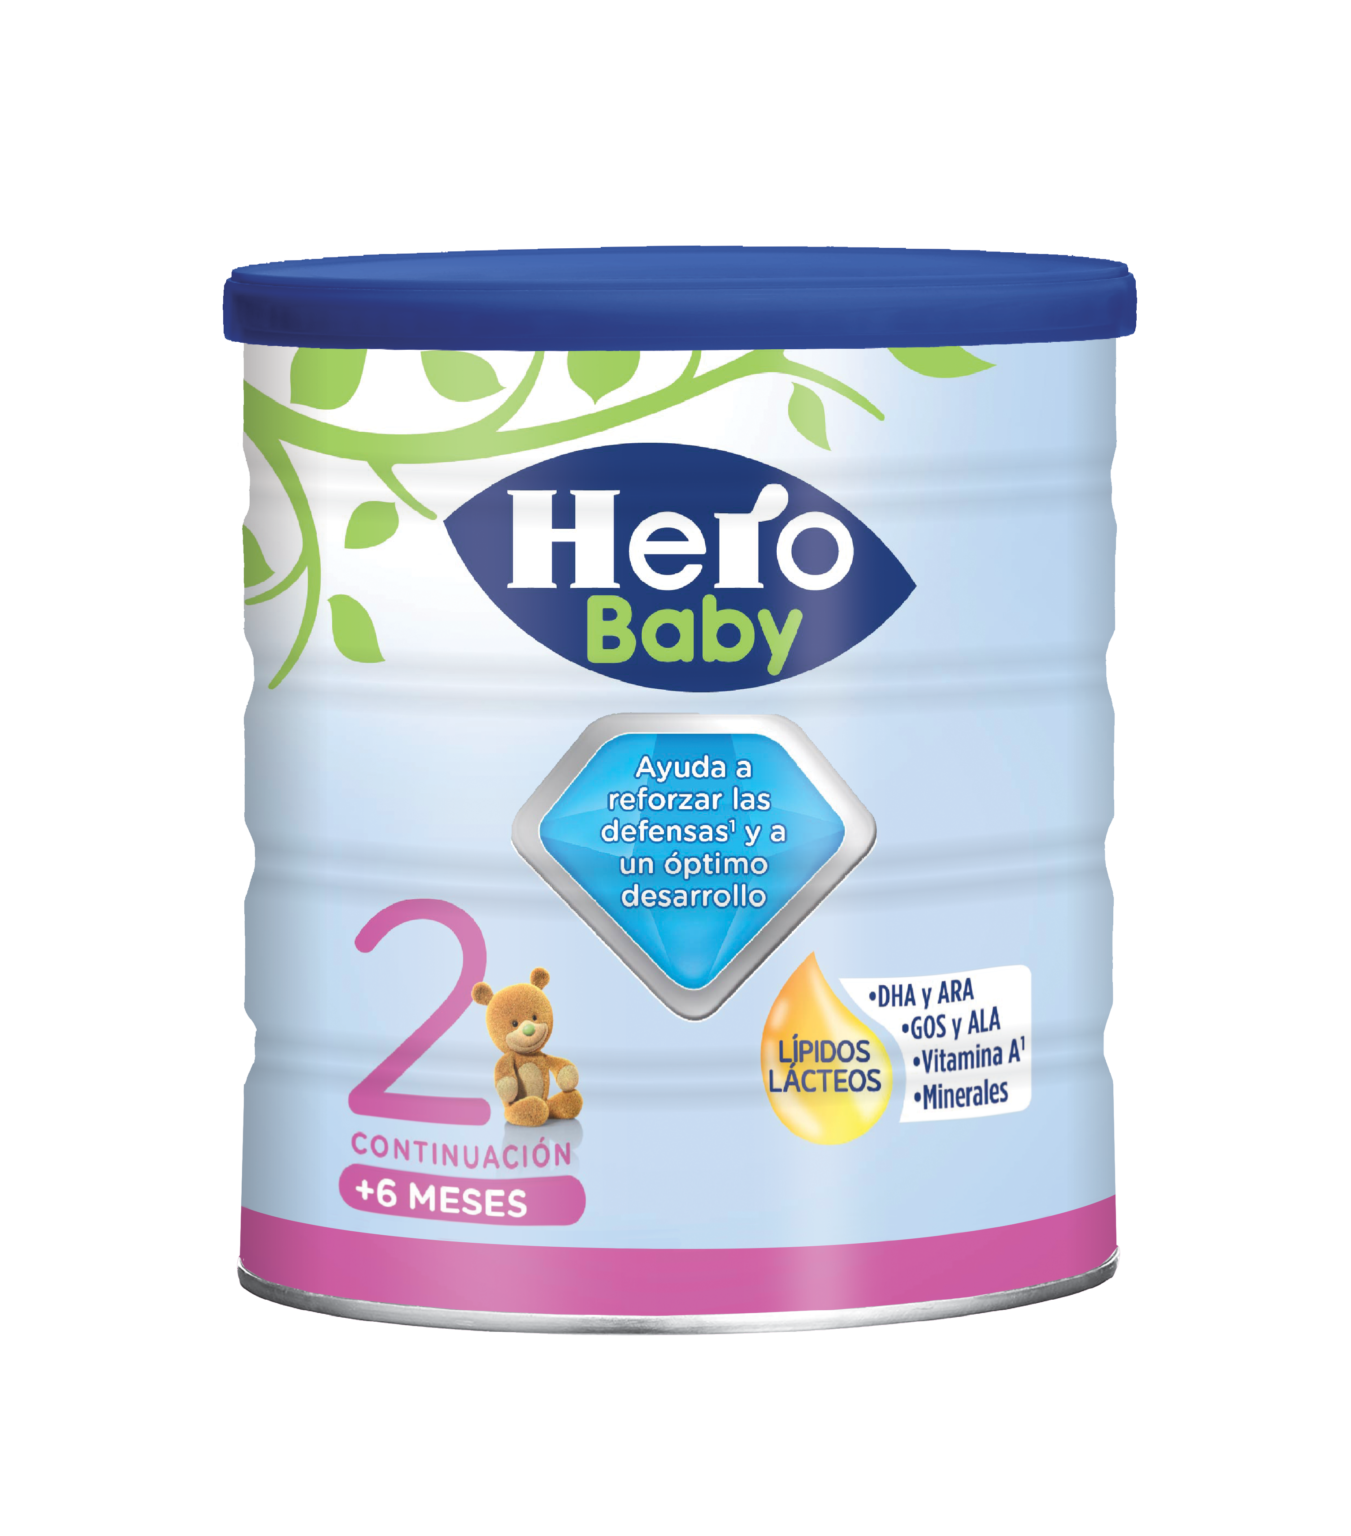 Hero
Baby
Ayuda a
reforzar las
defensas¹ y a
un óptimo
desarrollo
2
CONTINUACIÓN
+6 MESES
LÍPIDOS
LÁCTEOS
•DHA y ARA
•GOS y ALA
•Vitamina A¹
•Minerales